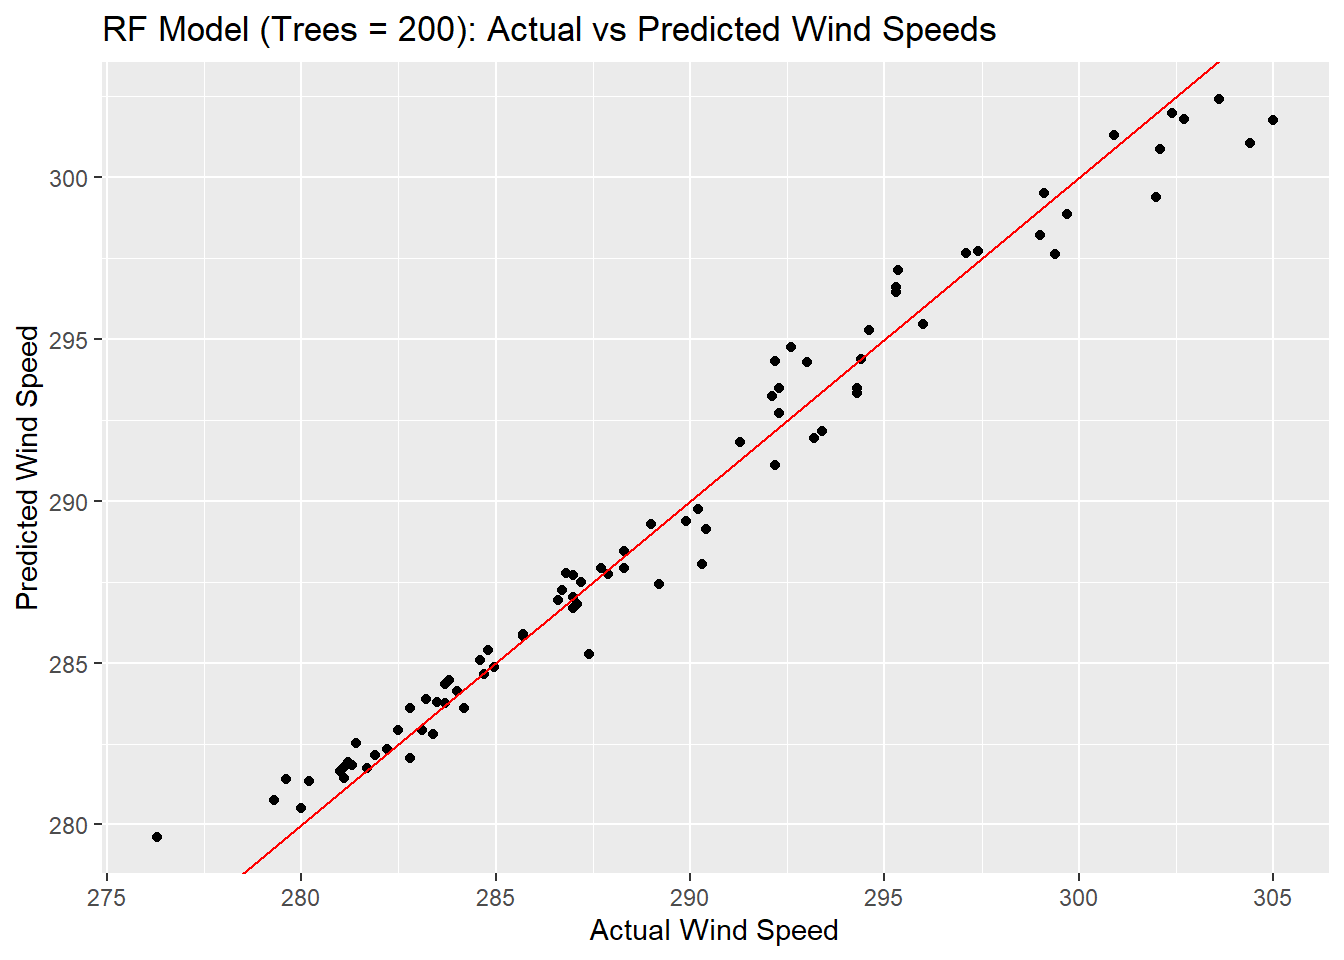 RF Model (Trees = 200): Actual vs Predicted Wind Speeds
Predicted Wind Speed
300
295
290
285
280
275 280 285 290 295 300 305
Actual Wind Speed